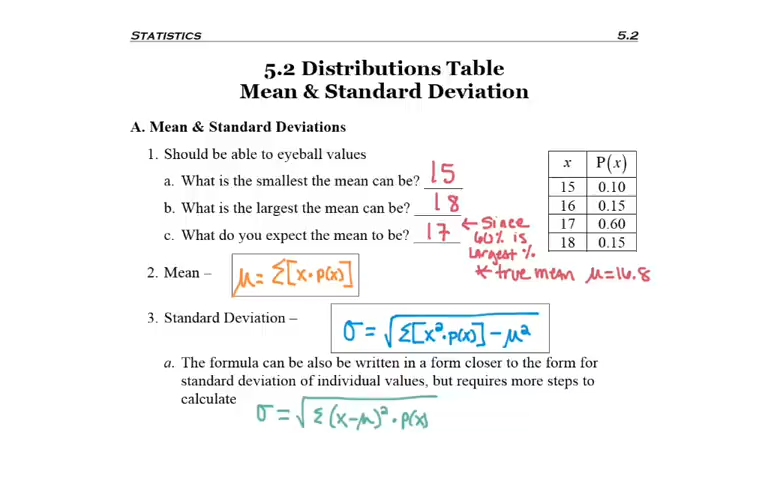 STATISTICS 5.2
5.2 Distributions Table
Mean & Standard Deviation
A. Mean & Standard Deviations
1. Should be able to eyeball values
a. What is the smallest the mean can be? 15
b. What is the largest the mean can be? 18
c. What do you expect the mean to be? 17
← Since
60% is
largest %
* true mean μ=16.8
x P(x)
15 0.10
16 0.15
17 0.60
18 0.15
2. Mean – μ = Σ[x · p(x)]
3. Standard Deviation – σ = √Σ[x² · p(x)] – μ²
a. The formula can be also be written in a form closer to the form for
standard deviation of individual values, but requires more steps to
calculate
σ = √Σ(x–μ)² · p(x)